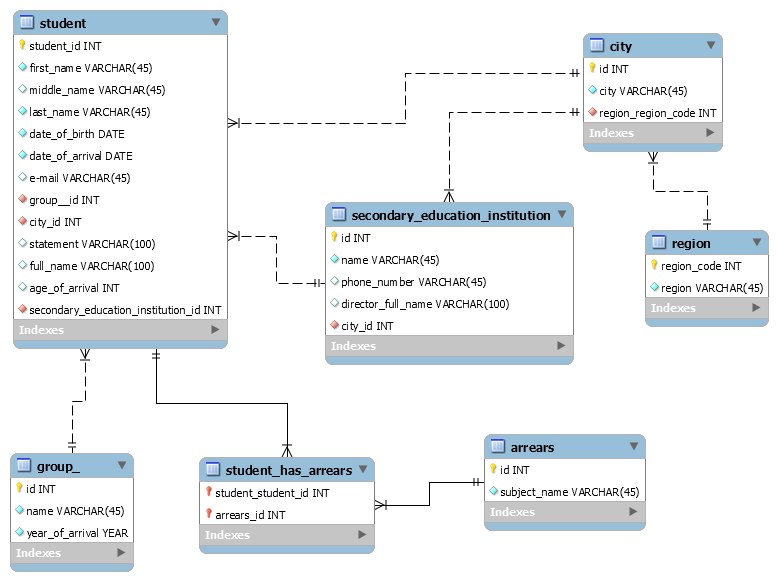 student
student_id INT
first_name VARCHAR(45)
middle_name VARCHAR(45)
last_name VARCHAR(45)
date_of_birth DATE
date_of_arrival DATE
e-mail VARCHAR(45)
group__id INT
city_id INT
statement VARCHAR(100)
full_name VARCHAR(100)
age_of_arrival INT
secondary_education_institution_id INT
Indexes
city
id INT
city VARCHAR(45)
region_region_code INT
Indexes
secondary_education_institution
id INT
name VARCHAR(45)
phone_number VARCHAR(45)
director_full_name VARCHAR(100)
city_id INT
Indexes
region
region_code INT
region VARCHAR(45)
Indexes
group_
id INT
name VARCHAR(45)
year_of_arrival YEAR
Indexes
student_has_arrears
student_student_id INT
arrears_id INT
Indexes
arrears
id INT
subject_name VARCHAR(45)
Indexes